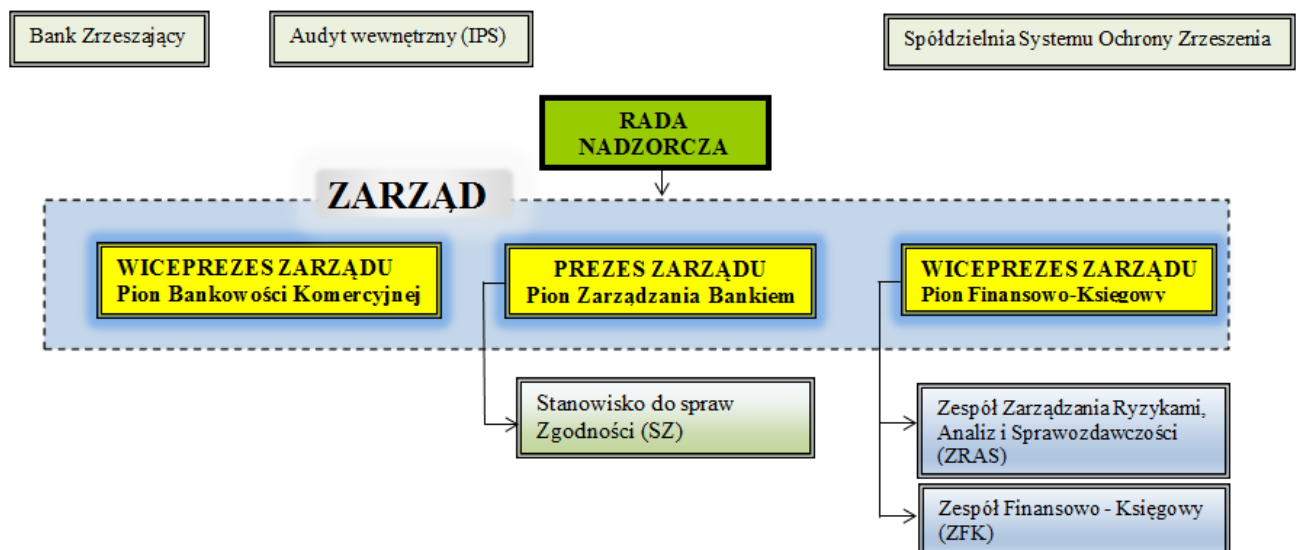 Bank Zrzeszający
Audyt wewnętrzny (IPS)
Spółdzielnia Systemu Ochrony Zrzeszenia
RADA
NADZORCZA
ZARZĄD
WICEPREZES ZARZĄDU
Pion Bankowości Komercyjnej
PREZES ZARZĄDU
Pion Zarządzania Bankiem
WICEPREZES ZARZĄDU
Pion Finansowo-Księgowy
Stanowisko do spraw
Zgodności (SZ)
Zespół Zarządzania Ryzykami,
Analiz i Sprawozdawczości
(ZRAS)
Zespół Finansowo - Księgowy
(ZFK)